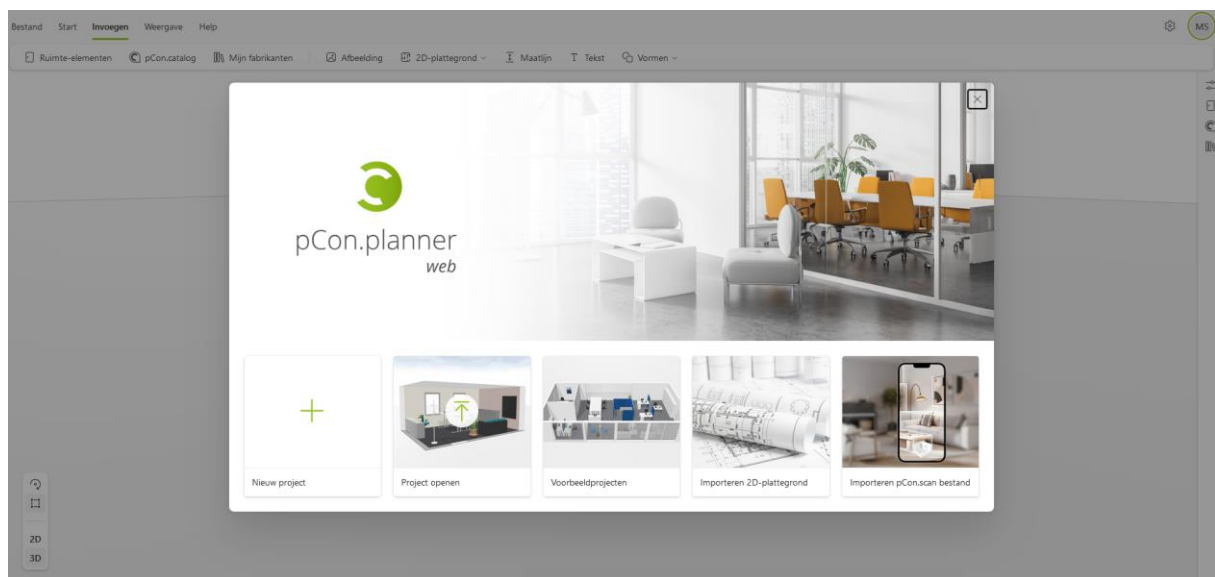 Bestand Start Invoegen Weergave Help MS
Ruimte-elementen pCon.catalog Mijn fabrikanten Afbeelding 2D-plattegrond Maatlijn Tekst Vormen
pCon.planner
web
Nieuw project Project openen Voorbeeldprojecten Importeren 2D-plattegrond Importeren pCon.scan bestand
2D
3D